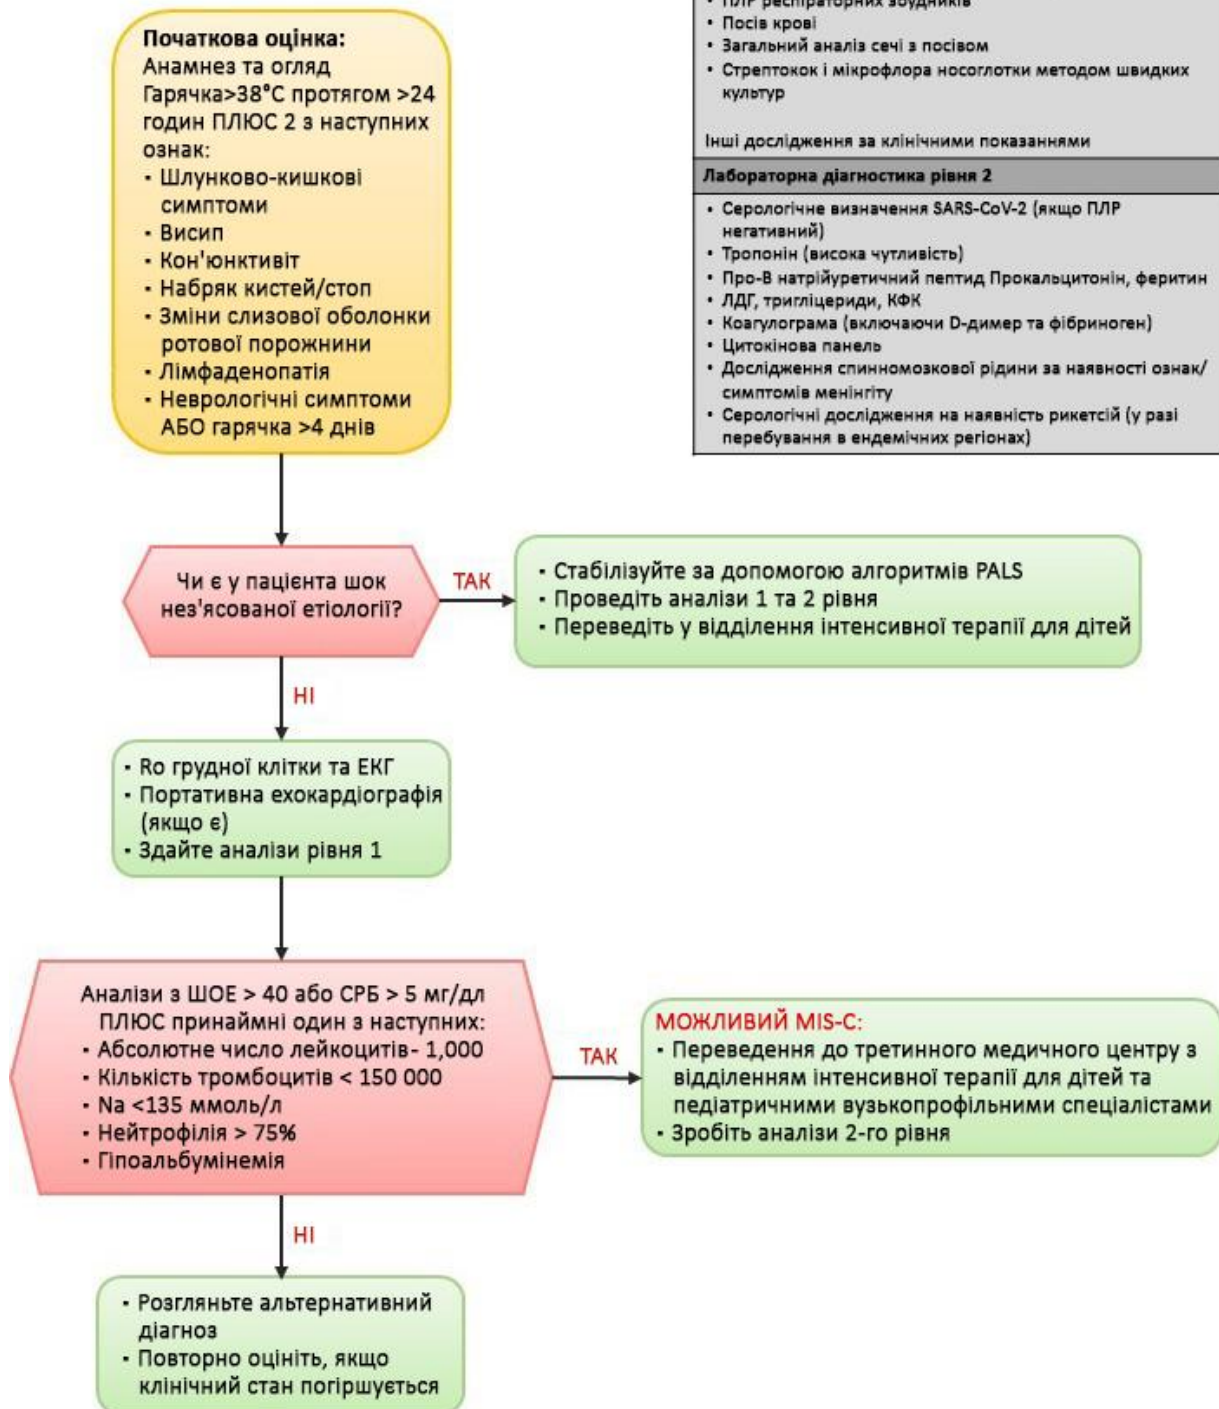 Початкова оцінка:
Анамнез та огляд
Гарячка>38°C протягом >24
годин ПЛЮС 2 з наступних
ознак:
• Шлунково-кишкові
симптоми
• Висип
• Кон'юнктивіт
• Набряк кистей/стоп
• Зміни слизової оболонки
ротової порожнини
• Лімфаденопатія
• Неврологічні симптоми
АБО гарячка >4 днів
• ПЛР респіраторних збудників
• Посів крові
• Загальний аналіз сечі з посівом
• Стрептокок і мікрофлора носоглотки методом швидких
культур
Інші дослідження за клінічними показаннями
Лабораторна діагностика рівня 2
• Серологічне визначення SARS-CoV-2 (якщо ПЛР
негативний)
• Тропонін (висока чутливість)
• Про-В натрійуретичний пептид Прокальцитонін, феритин
• ЛДГ, тригліцериди, КФК
• Коагулограма (включаючи D-димер та фібриноген)
• Цитокінова панель
• Дослідження спинномозкової рідини за наявності ознак/
симптомів менінгіту
• Серологічні дослідження на наявність рикетсій (у разі
перебування в ендемічних регіонах)
Чи є у пацієнта шок
нез'ясованої етіології?
ТАК
• Стабілізуйте за допомогою алгоритмів PALS
• Проведіть аналізи 1 та 2 рівня
• Переведіть у відділення інтенсивної терапії для дітей
НІ
• Ro грудної клітки та ЕКГ
• Портативна ехокардіографія
(якщо є)
• Здайте аналізи рівня 1
Аналізи з ШОЕ > 40 або СРБ > 5 мг/дл
ПЛЮС принаймні один з наступних:
• Абсолютне число лейкоцитів- 1,000
• Кількість тромбоцитів < 150 000
• Na <135 ммоль/л
• Нейтрофілія > 75%
• Гіпоальбумінемія
ТАК
МОЖЛИВИЙ MIS-C:
• Переведення до третинного медичного центру з
відділенням інтенсивної терапії для дітей та
педіатричними вузькопрофільними спеціалістами
• Зробіть аналізи 2-го рівня
НІ
• Розгляньте альтернативний
діагноз
• Повторно оцініть, якщо
клінічний стан погіршується